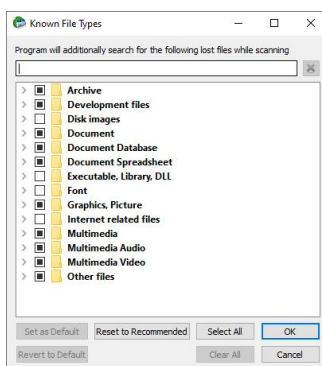 Known File Types
Program will additionally search for the following lost files while scanning
Archive
Development files
Disk images
Document
Document Database
Document Spreadsheet
Executable, Library, DLL
Font
Graphics, Picture
Internet related files
Multimedia
Multimedia Audio
Multimedia Video
Other files
Set as Default Reset to Recommended Select All OK
Revert to Default Clear All Cancel